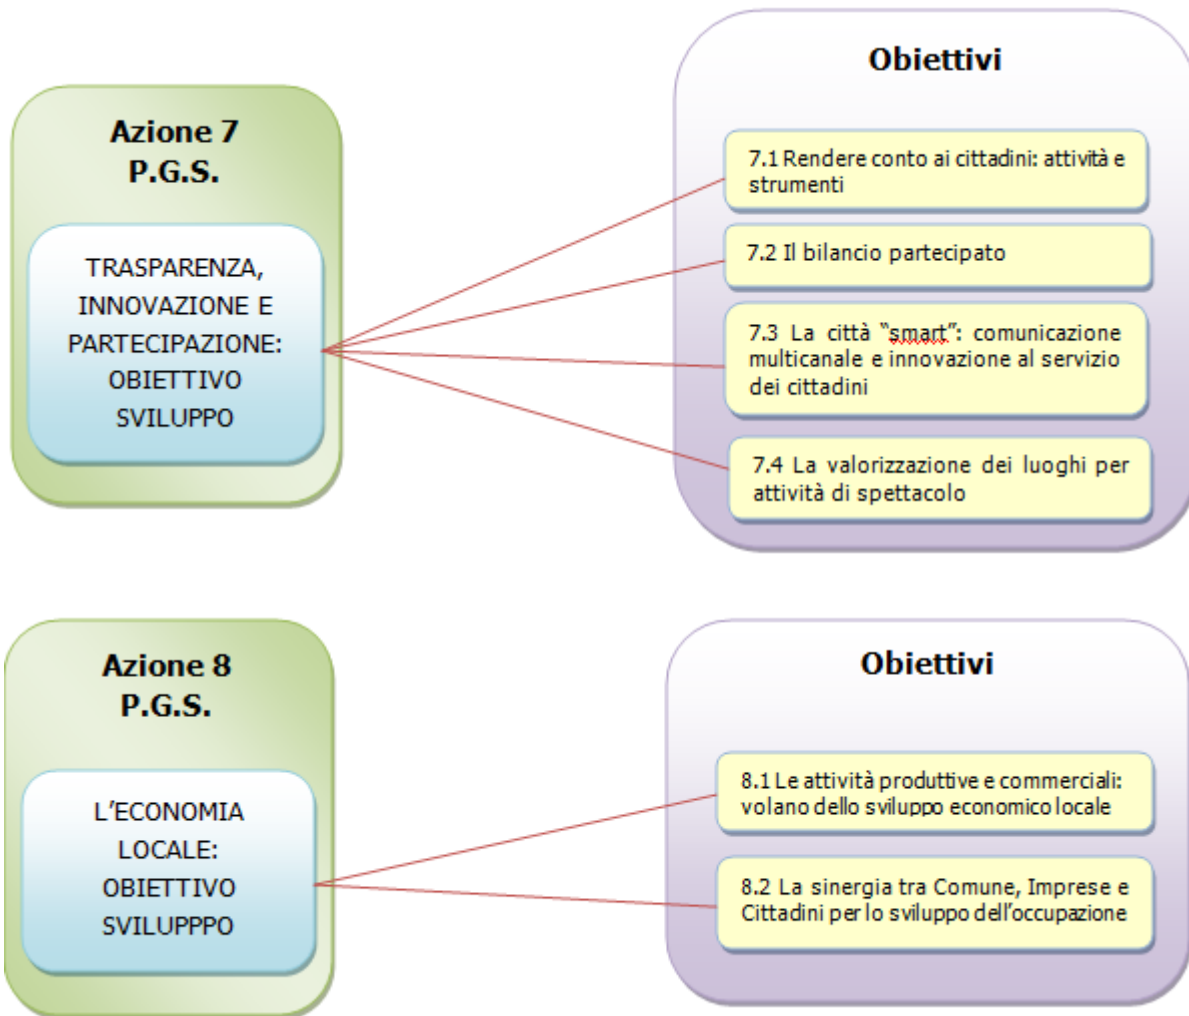 Azione 7
P.G.S.
TRASPARENZA,
INNOVAZIONE E
PARTECIPAZIONE:
OBIETTIVO
SVILUPPO
Obiettivi
7.1 Rendere conto ai cittadini: attività e
strumenti
7.2 Il bilancio partecipato
7.3 La città “smart”: comunicazione
multicanale e innovazione al servizio
dei cittadini
7.4 La valorizzazione dei luoghi per
attività di spettacolo
Azione 8
P.G.S.
L’ECONOMIA
LOCALE:
OBIETTIVO
SVILUPPPO
Obiettivi
8.1 Le attività produttive e commerciali:
volano dello sviluppo economico locale
8.2 La sinergia tra Comune, Imprese e
Cittadini per lo sviluppo dell’occupazione